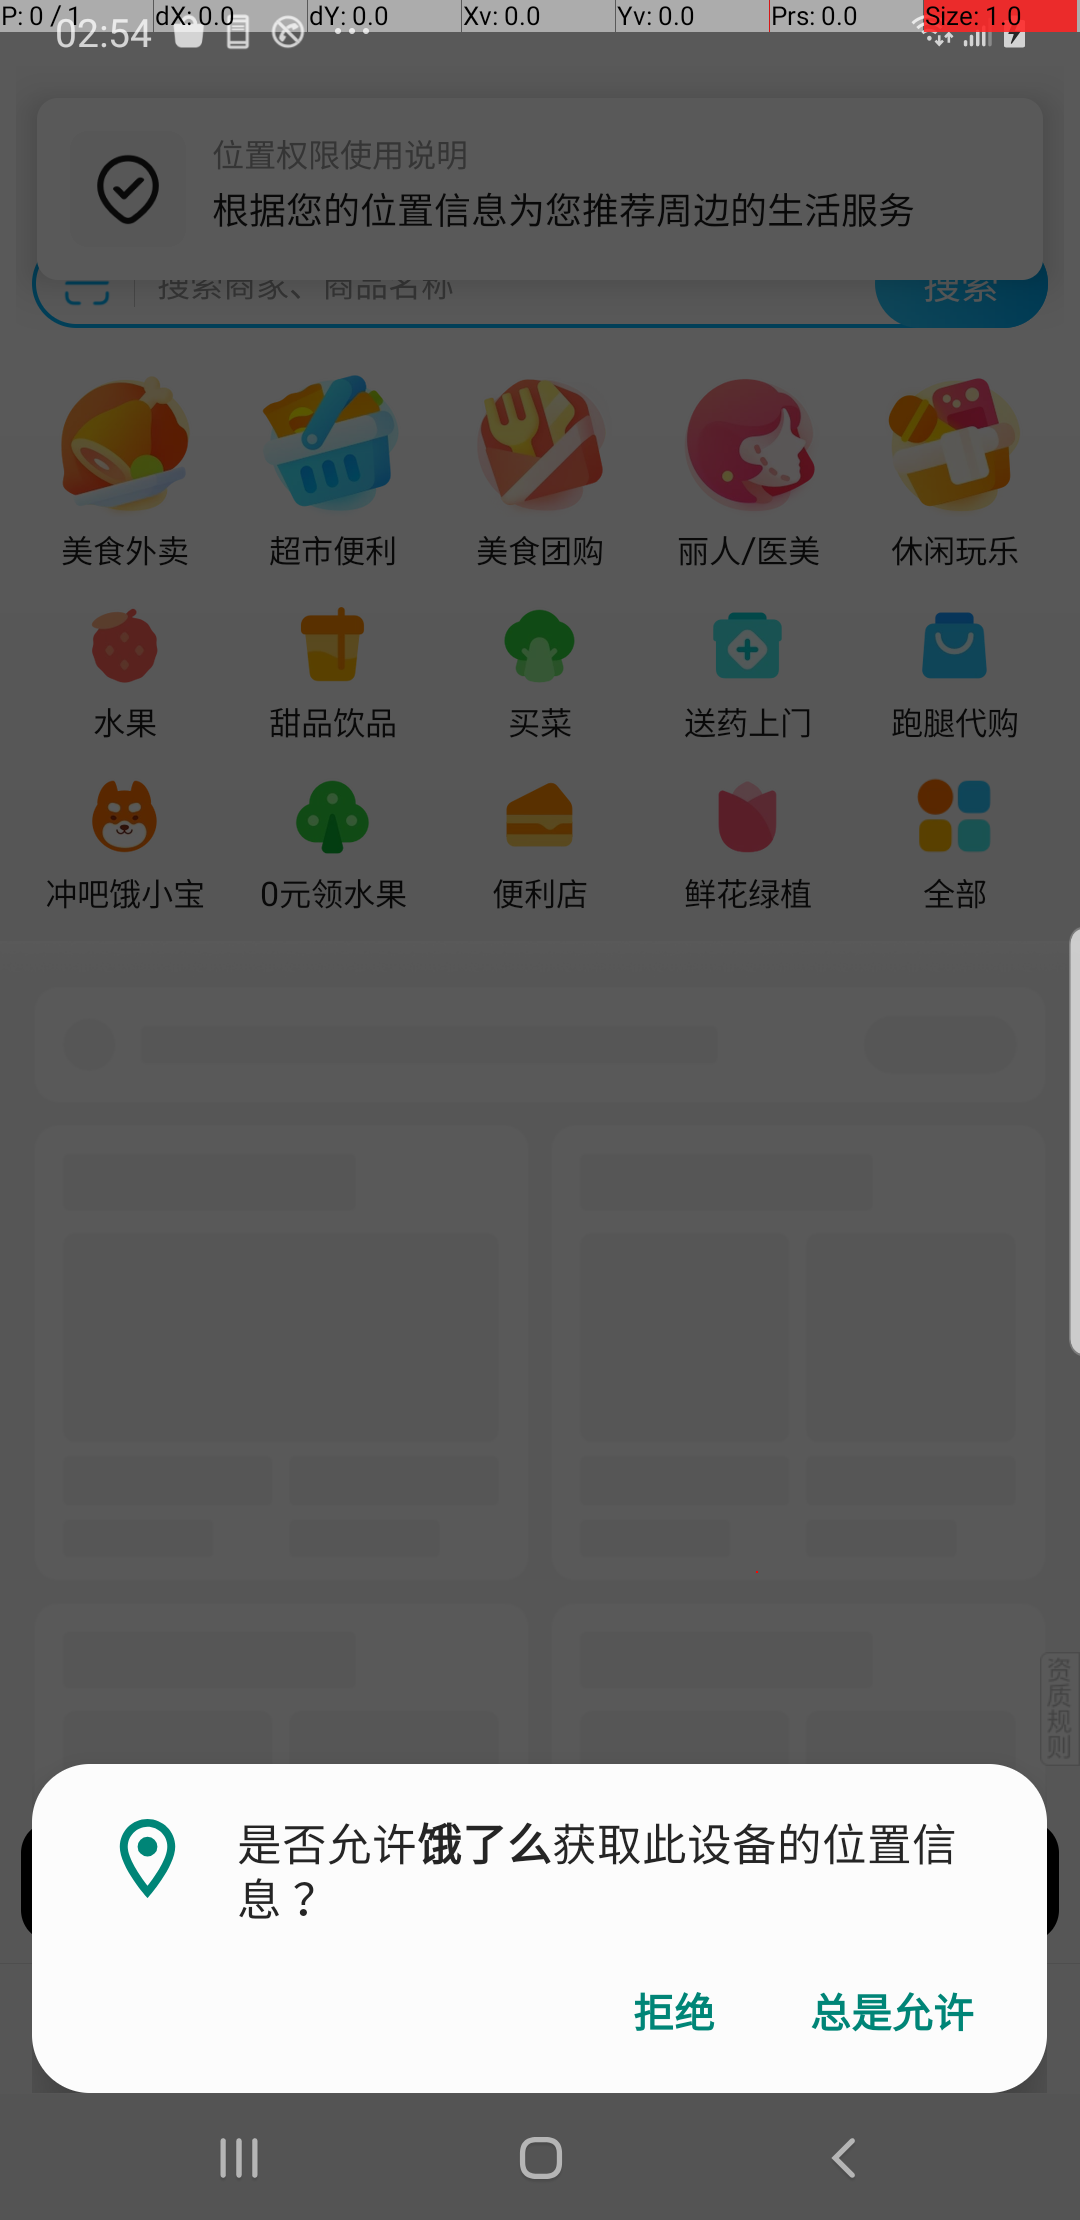 P: 0 / 1 dX: 0.0 dY: 0.0 Xv: 0.0 Yv: 0.0 Prs: 0.0 Size: 1.0
02:54
位置权限使用说明
根据您的位置信息为您推荐周边的生活服务
搜索商家、商品名称 搜索
美食外卖 超市便利 美食团购 丽人/医美 休闲玩乐
水果 甜品饮品 买菜 送药上门 跑腿代购
冲吧饿小宝 0元领水果 便利店 鲜花绿植 全部
资质规则
是否允许饿了么获取此设备的位置信
息？
拒绝 总是允许